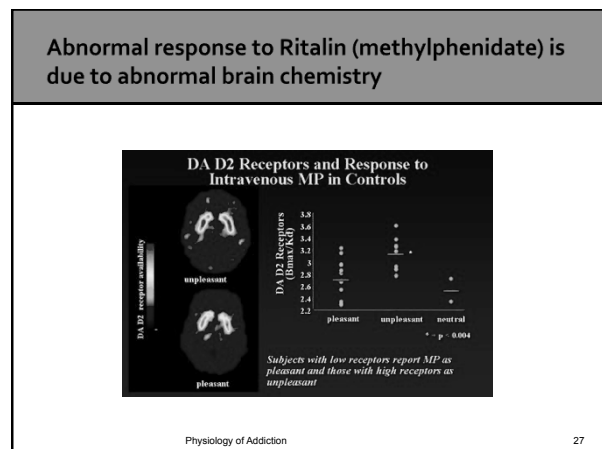 Abnormal response to Ritalin (methylphenidate) is
due to abnormal brain chemistry
DA D2 Receptors and Response to
Intravenous MP in Controls
DA D2 receptor availability
unpleasant
pleasant
DA D2 Receptors
(Bmax/Kd)
3.8
3.6
3.4
3.2
3
2.8
2.6
2.4
2.2
pleasant unpleasant neutral
* = p < 0.004
Subjects with low receptors report MP as
pleasant and those with high receptors as
unpleasant
Physiology of Addiction
27